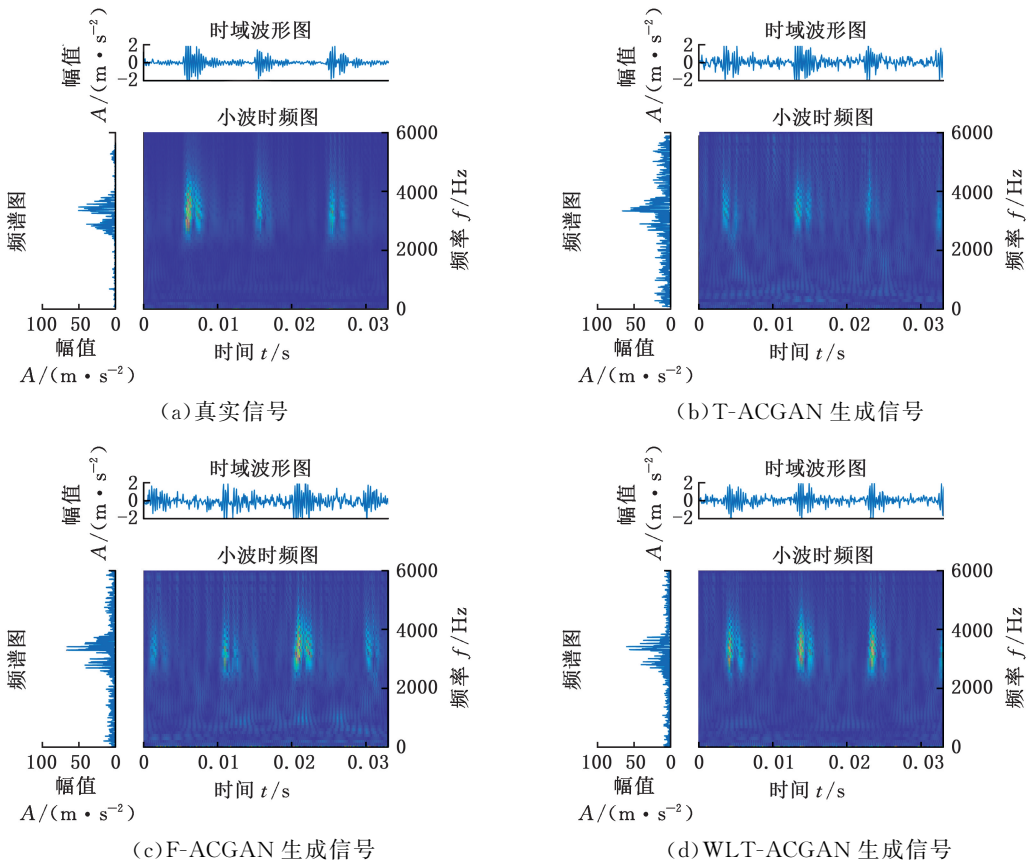 时域波形图
幅值
A/(m·s⁻²)
2
0
−2
小波时频图
频谱图
6000
4000
2000
0
频率 f/Hz
100 50 0
幅值
A/(m·s⁻²)
0 0.01 0.02 0.03
时间 t/s
(a)真实信号
时域波形图
幅值
A/(m·s⁻²)
2
0
−2
小波时频图
频谱图
6000
4000
2000
0
频率 f/Hz
100 50 0
幅值
A/(m·s⁻²)
0 0.01 0.02 0.03
时间 t/s
(b)T-ACGAN 生成信号
时域波形图
幅值
A/(m·s⁻²)
2
0
−2
小波时频图
频谱图
6000
4000
2000
0
频率 f/Hz
100 50 0
幅值
A/(m·s⁻²)
0 0.01 0.02 0.03
时间 t/s
(c)F-ACGAN 生成信号
时域波形图
幅值
A/(m·s⁻²)
2
0
−2
小波时频图
频谱图
6000
4000
2000
0
频率 f/Hz
100 50 0
幅值
A/(m·s⁻²)
0 0.01 0.02 0.03
时间 t/s
(d)WLT-ACGAN 生成信号